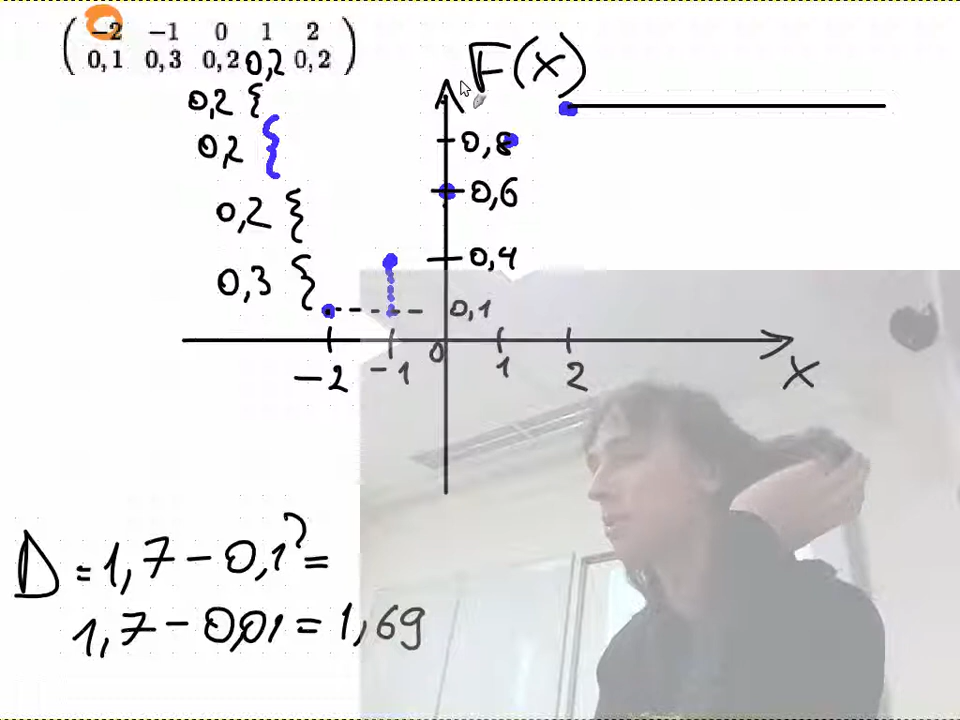 -2 -1 0 1 2
0,1 0,3 0,2 0,2 0,2
F(x)
0,2 {
0,2 {
0,8
0,6
0,2 {
0,4
0,3 {
0,1
0
-2 -1 1 2 x
D = 1,7 - 0,1² =
1,7 - 0,01 = 1,69